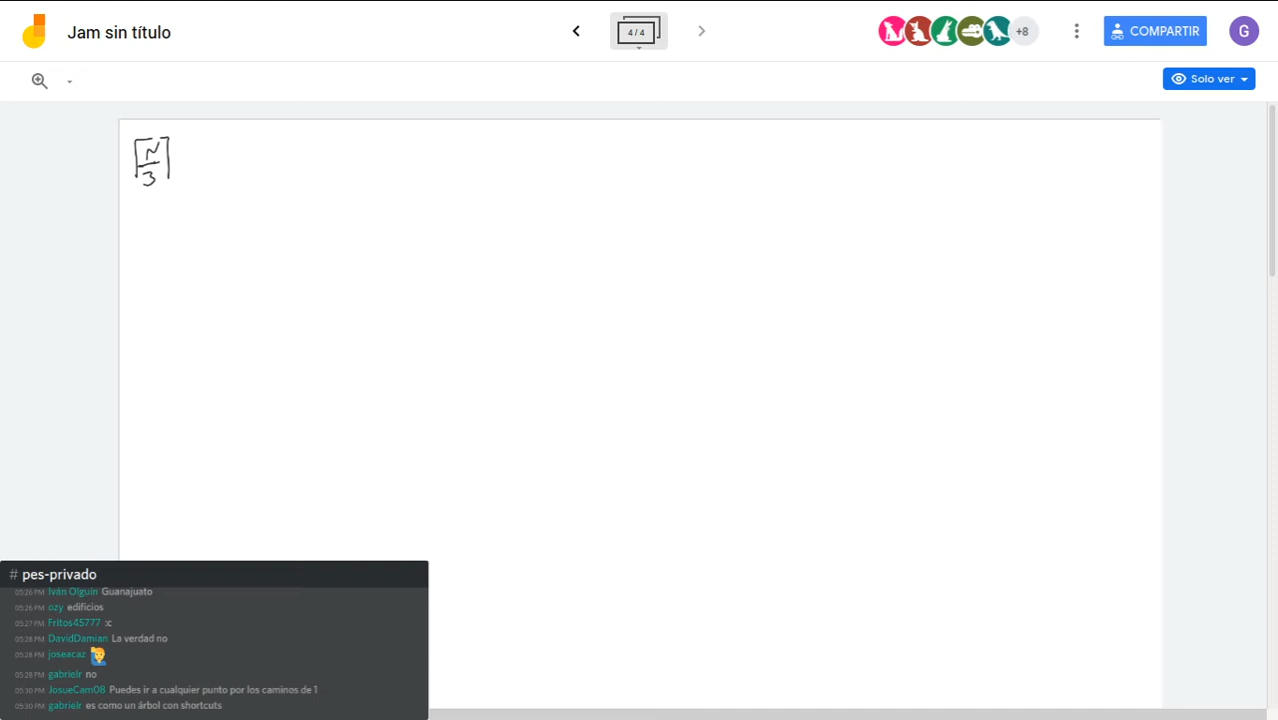 Jam sin título
4 / 4
+8
COMPARTIR
G
Solo ver
N
3
# pes-privado
05:26 PM Iván Olguín Guanajuato
05:26 PM ozy edificios
05:27 PM Fritos45777 :c
05:28 PM DavidDamian La verdad no
05:28 PM joseacaz
05:28 PM gabrielr no
05:30 PM JosueCam08 Puedes ir a cualquier punto por los caminos de 1
05:30 PM gabrielr es como un árbol con shortcuts